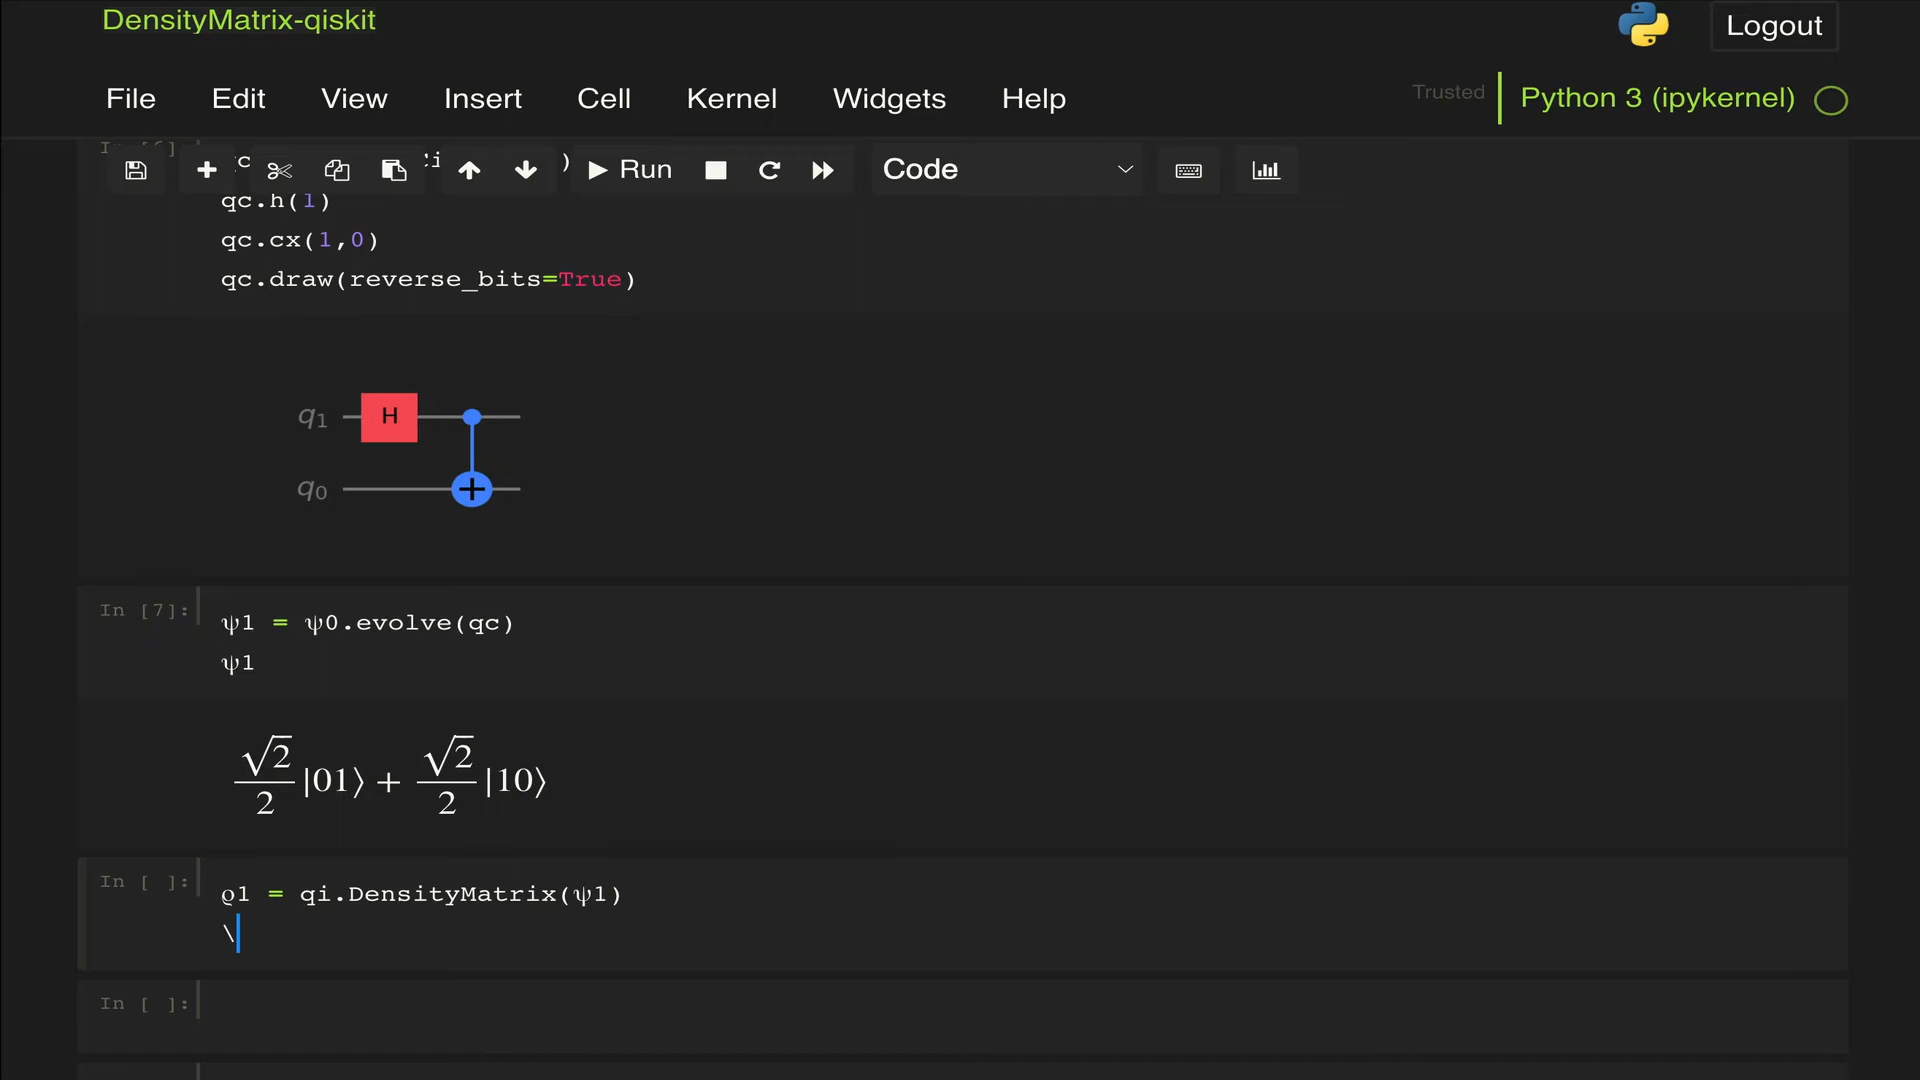 DensityMatrix-qiskit
Logout
File Edit View Insert Cell Kernel Widgets Help
Trusted
Python 3 (ipykernel)
Run
Code
qc.h(1)
qc.cx(1,0)
qc.draw(reverse_bits=True)
q1 H
q0 +
In [7]: ψ1 = ψ0.evolve(qc)
ψ1
√2/2|01⟩ + √2/2|10⟩
In [ ]: ϱ1 = qi.DensityMatrix(ψ1)
\
In [ ]: